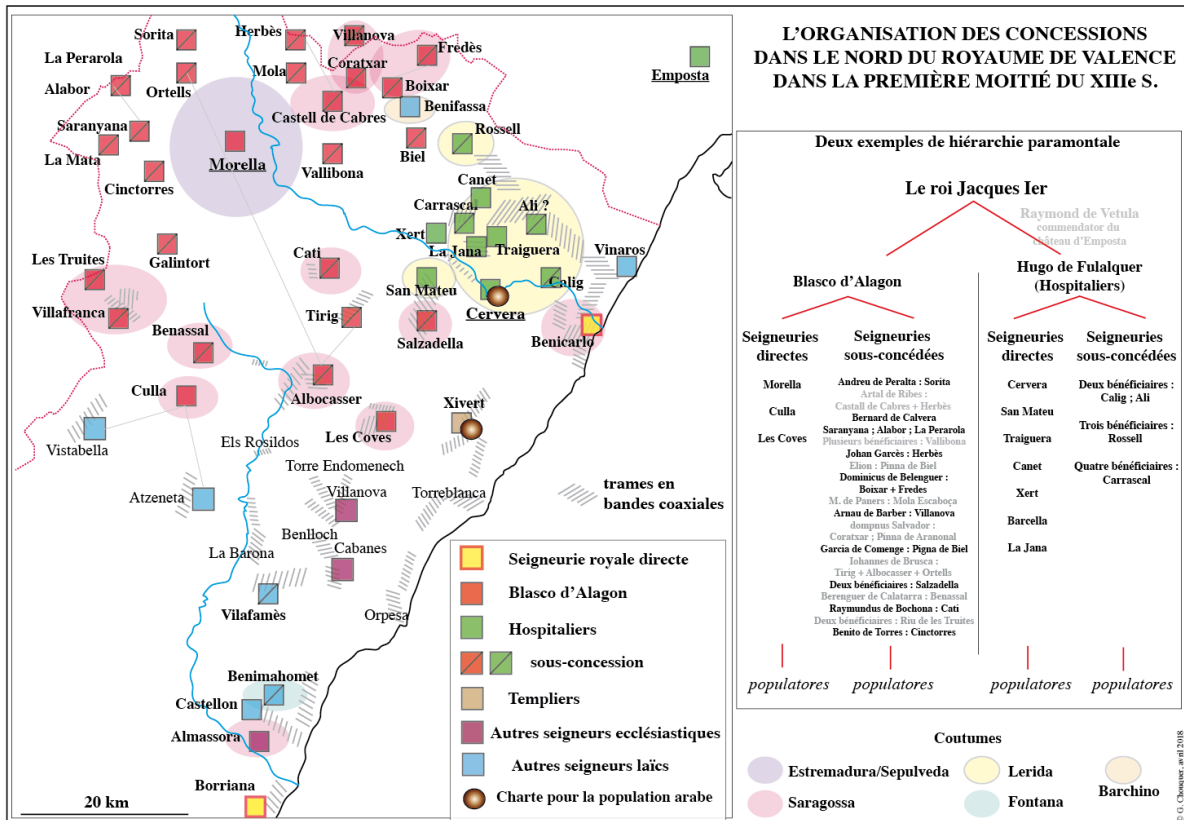 L'ORGANISATION DES CONCESSIONS
DANS LE NORD DU ROYAUME DE VALENCE
DANS LA PREMIÈRE MOITIÉ DU XIIIe S.
Sorita
Herbès
Villanova
Fredès
La Perarola
Coratxar
Emposta
Alabor
Ortells
Mola
Boixar
Castell de Cabres
Benifassa
Saranyana
Rossell
La Mata
Morella
Biel
Cinctorres
Vallibona
Canet
Carrascal
Ali ?
Xert
La Jana
Traiguera
Vinaros
Galintort
Cati
Les Truites
San Mateu
Calig
Villafranca
Cervera
Tirig
Benassal
Salzadella
Benicarlo
Culla
Albocasser
Xivert
Les Coves
Vistabella
Els Rosildos
Torre Endomenech
Villanova
Torreblanca
Atzeneta
Benlloch
La Barona
Cabanes
Vilafamès
Orpesa
Benimahomet
Castellon
Almassora
Borriana
20 km
trames en
bandes coaxiales
Seigneurie royale directe
Blasco d'Alagon
Hospitaliers
sous-concession
Templiers
Autres seigneurs ecclésiastiques
Autres seigneurs laïcs
Charte pour la population arabe
Deux exemples de hiérarchie paramontale
Le roi Jacques Ier
Raymond de Vetula
commendator du
château d'Emposta
Blasco d'Alagon
Hugo de Fulalquer
(Hospitaliers)
Seigneuries
directes
Morella
Culla
Les Coves
Seigneuries
sous-concédées
Andreu de Peralta : Sorita
Artal de Ribes :
Castall de Cabres + Herbès
Bernard de Calvera
Saranyana ; Alabor ; La Perarola
Plusieurs bénéficiaires : Vallibona
Johan Garcès : Herbès
Elion : Pinna de Biel
Dominicus de Belenguer :
Boixar + Fredes
M. de Paners : Mola Escaboça
Arnau de Barber : Villanova
dompnus Salvador :
Coratxar ; Pinna de Aranonal
Garcia de Comenge : Pigna de Biel
Iohannes de Brusca :
Tirig + Albocasser + Ortells
Deux bénéficiaires : Salzadella
Berenguer de Calatarra : Benassal
Raymundus de Bochona : Cati
Deux bénéficiaires : Riu de les Truites
Benito de Torres : Cinctorres
Seigneuries
directes
Cervera
San Mateu
Traiguera
Canet
Xert
Barcella
La Jana
Seigneuries
sous-concédées
Deux bénéficiaires :
Calig ; Ali
Trois bénéficiaires :
Rossell
Quatre bénéficiaires :
Carrascal
populatores
populatores
populatores
populatores
Coutumes
Estremadura/Sepulveda
Lerida
Barchino
Saragossa
Fontana
© G. Chouquer, avril 2018